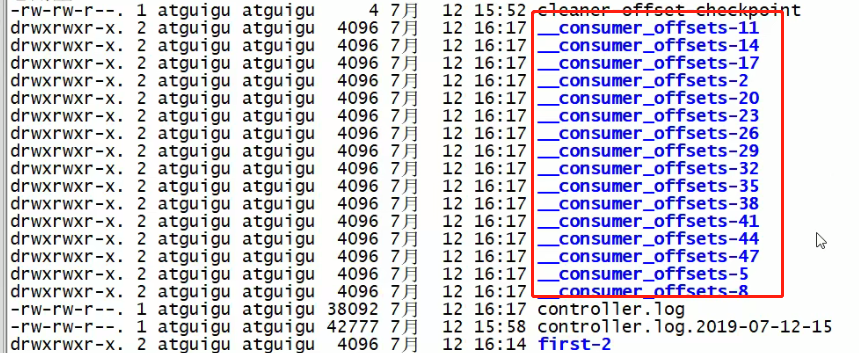 -rw-rw-r--. 1 atguigu atguigu 4 7月 12 15:52 cleaner-offset-checkpoint
drwxrwxr-x. 2 atguigu atguigu 4096 7月 12 16:17 __consumer_offsets-11
drwxrwxr-x. 2 atguigu atguigu 4096 7月 12 16:17 __consumer_offsets-14
drwxrwxr-x. 2 atguigu atguigu 4096 7月 12 16:17 __consumer_offsets-17
drwxrwxr-x. 2 atguigu atguigu 4096 7月 12 16:17 __consumer_offsets-2
drwxrwxr-x. 2 atguigu atguigu 4096 7月 12 16:17 __consumer_offsets-20
drwxrwxr-x. 2 atguigu atguigu 4096 7月 12 16:17 __consumer_offsets-23
drwxrwxr-x. 2 atguigu atguigu 4096 7月 12 16:17 __consumer_offsets-26
drwxrwxr-x. 2 atguigu atguigu 4096 7月 12 16:17 __consumer_offsets-29
drwxrwxr-x. 2 atguigu atguigu 4096 7月 12 16:17 __consumer_offsets-32
drwxrwxr-x. 2 atguigu atguigu 4096 7月 12 16:17 __consumer_offsets-35
drwxrwxr-x. 2 atguigu atguigu 4096 7月 12 16:17 __consumer_offsets-38
drwxrwxr-x. 2 atguigu atguigu 4096 7月 12 16:17 __consumer_offsets-41
drwxrwxr-x. 2 atguigu atguigu 4096 7月 12 16:17 __consumer_offsets-44
drwxrwxr-x. 2 atguigu atguigu 4096 7月 12 16:17 __consumer_offsets-47
drwxrwxr-x. 2 atguigu atguigu 4096 7月 12 16:17 __consumer_offsets-5
drwxrwxr-x. 2 atguigu atguigu 4096 7月 12 16:17 __consumer_offsets-8
-rw-rw-r--. 1 atguigu atguigu 38092 7月 12 16:17 controller.log
-rw-rw-r--. 1 atguigu atguigu 42777 7月 12 15:58 controller.log.2019-07-12-15
drwxrwxr-x. 2 atguigu atguigu 4096 7月 12 16:14 first-2